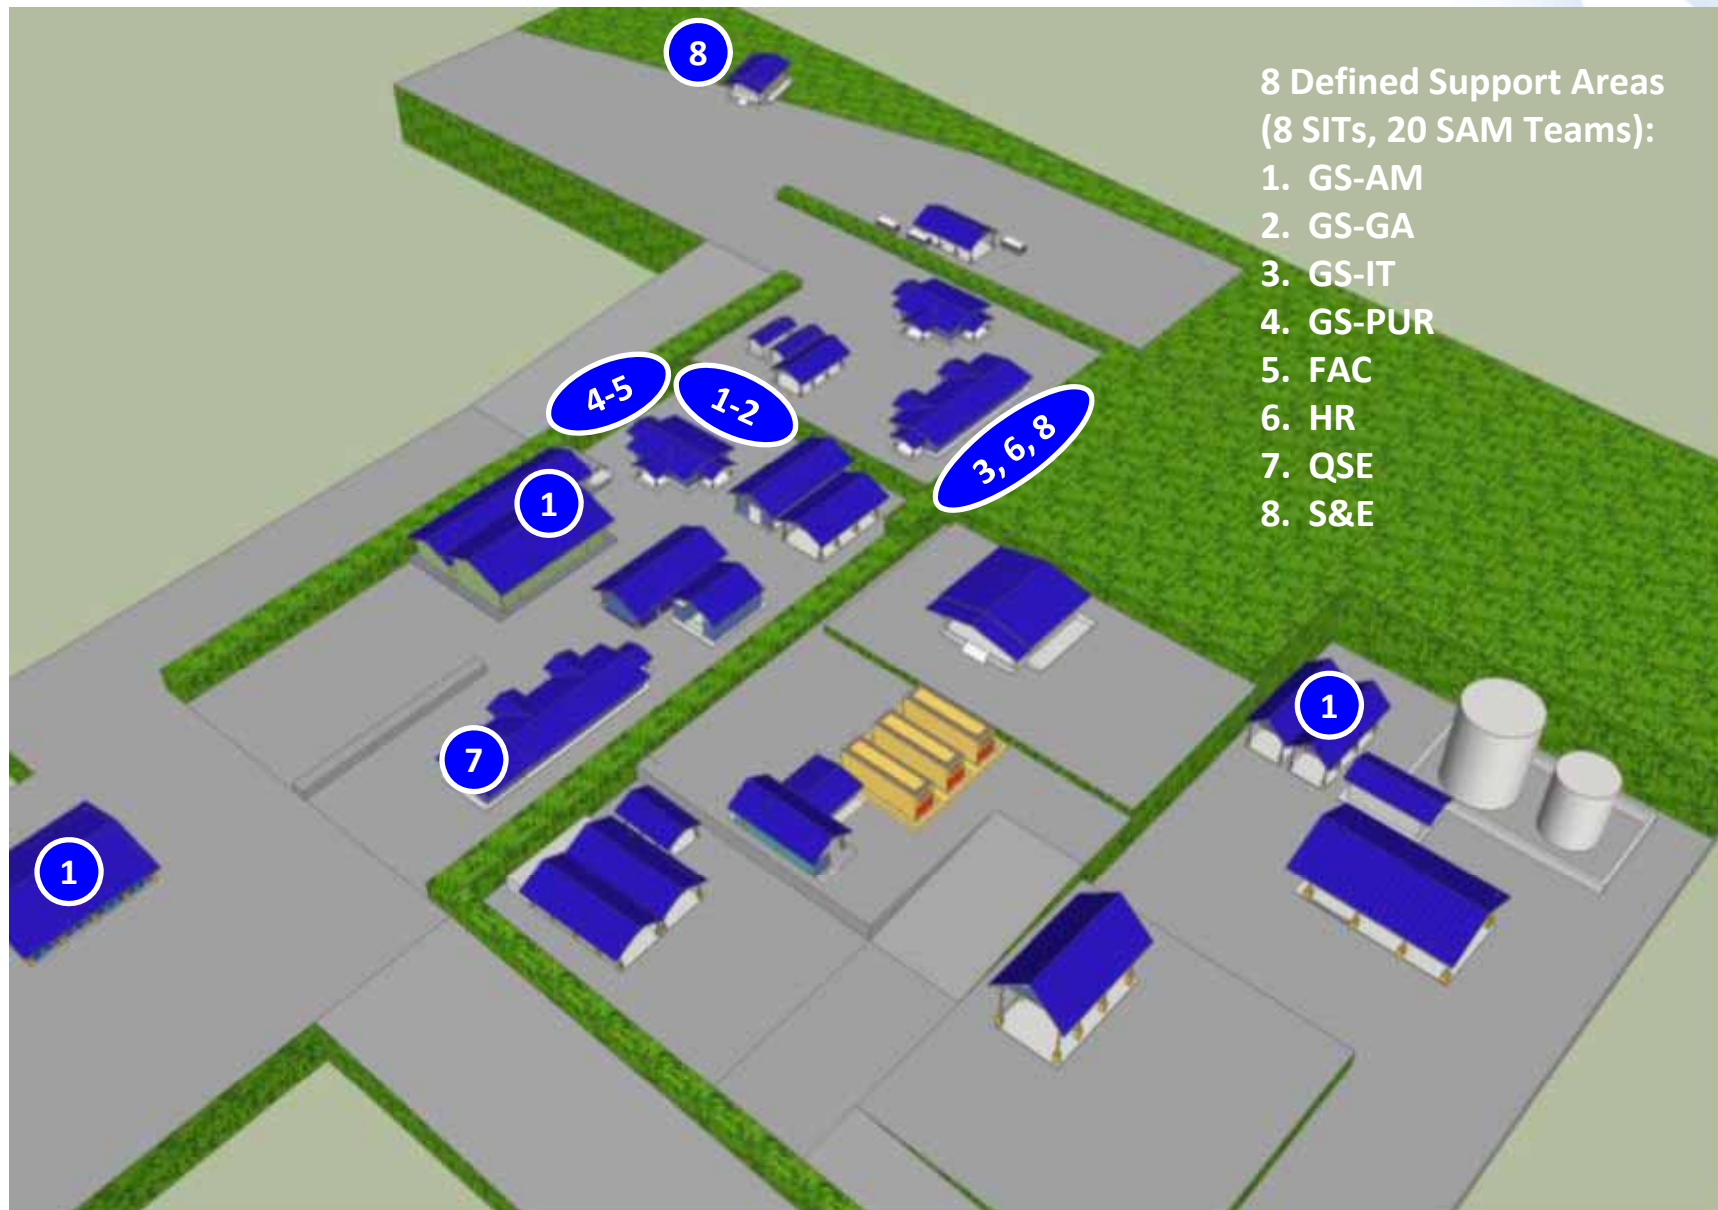 8
8 Defined Support Areas
(8 SITs, 20 SAM Teams):
1. GS-AM
2. GS-GA
3. GS-IT
4. GS-PUR
5. FAC
6. HR
7. QSE
8. S&E
4-5
1-2
3, 6, 8
1
1
7
1